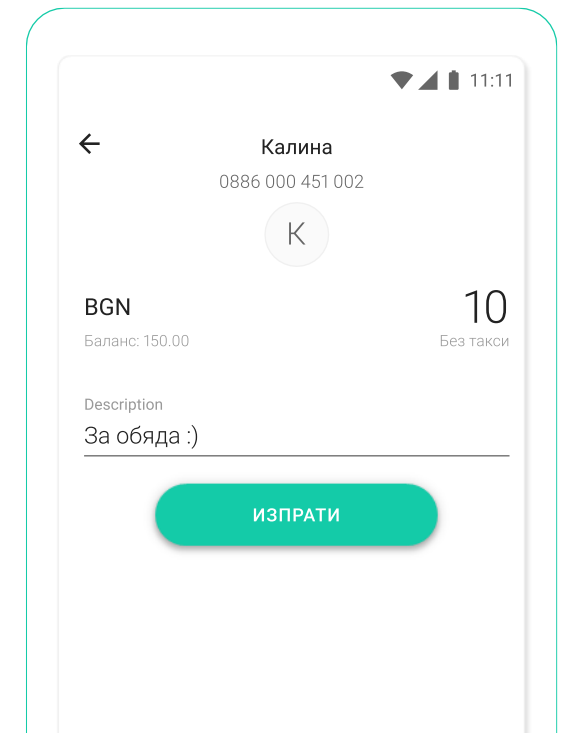 11:11
Калина
0886 000 451 002
K
BGN 10
Баланс: 150.00 Без такси
Description
За обяда :)
ИЗПРАТИ